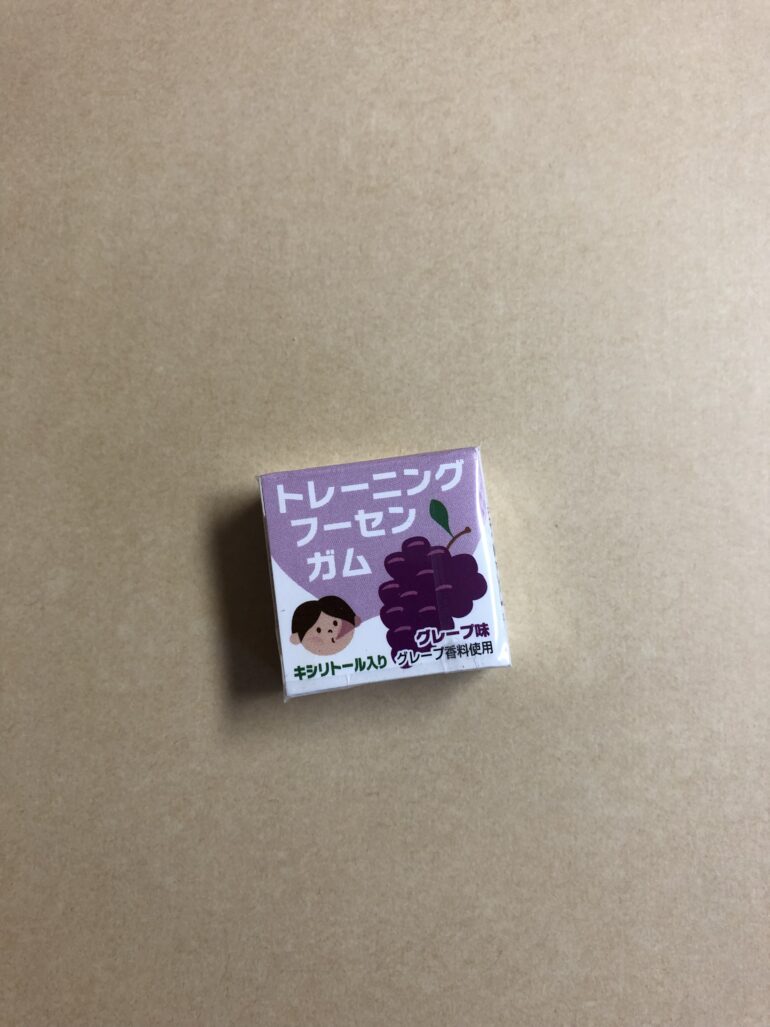 トレーニング
フーセン
ガム
グレープ味
キシリトール入り
グレープ香料使用